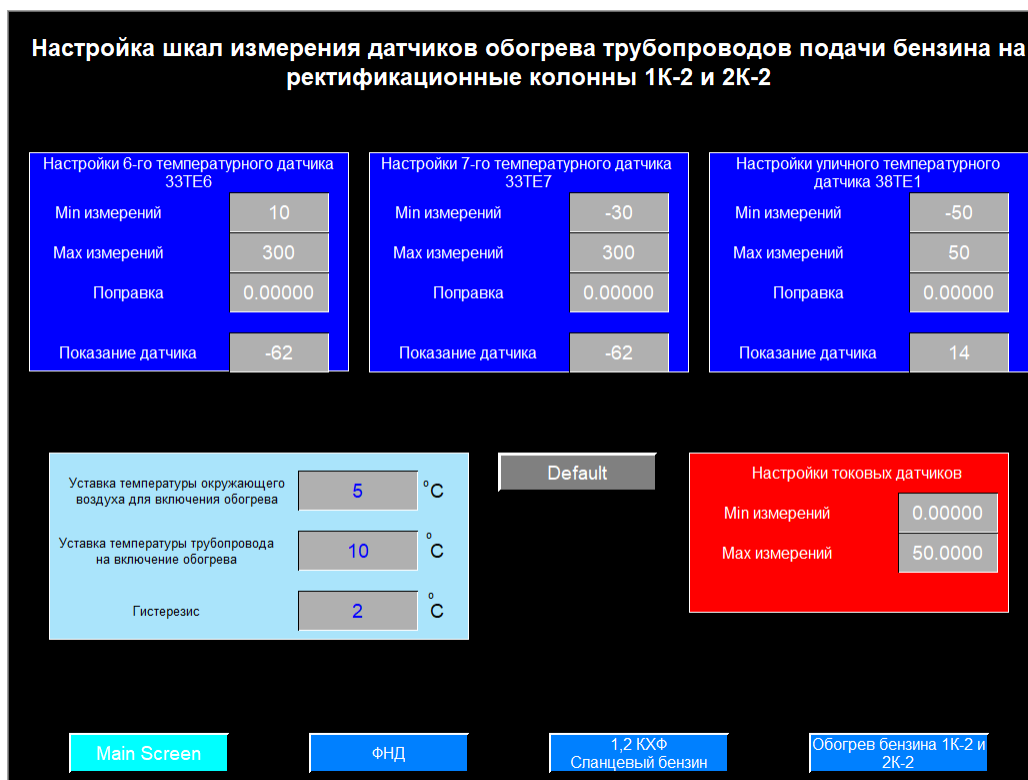 Настройка шкал измерения датчиков обогрева трубопроводов подачи бензина на
ректификационные колонны 1К-2 и 2К-2
Настройки 6-го температурного датчика
33TE6
Min измерений
10
Max измерений
300
Поправка
0.00000
Показание датчика
-62
Настройки 7-го температурного датчика
33TE7
Min измерений
-30
Max измерений
300
Поправка
0.00000
Показание датчика
-62
Настройки уличного температурного
датчика 38TE1
Min измерений
-50
Max измерений
50
Поправка
0.00000
Показание датчика
14
Уставка температуры окружающего
воздуха для включения обогрева
5
°C
Уставка температуры трубопровода
на включение обогрева
10
°C
Гистерезис
2
°C
Default
Настройки токовых датчиков
Min измерений
0.00000
Max измерений
50.0000
Main Screen
ФНД
1,2 КХФ
Спанцевый бензин
Обогрев бензина 1К-2 и
2К-2